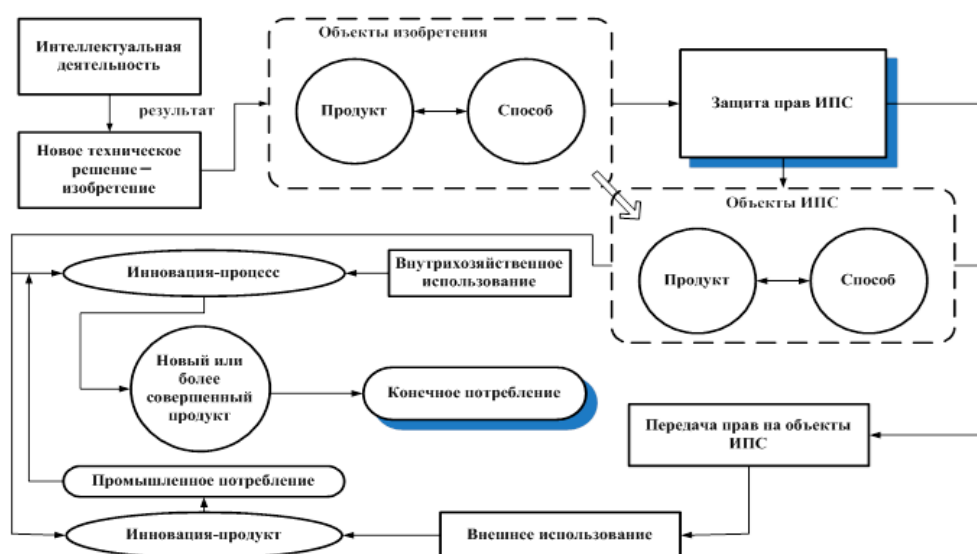 Интеллектуальная
деятельность
результат
Новое техническое
решение—
изобретение
Объекты изобретения
Продукт
Способ
Защита прав ИПС
Объекты ИПС
Продукт
Способ
Инновация-процесс
Внутрихозяйственное
использование
Новый или
более
совершенный
продукт
Конечное потребление
Передача прав на объекты
ИПС
Промышленное потребление
Инновация-продукт
Внешнее использование